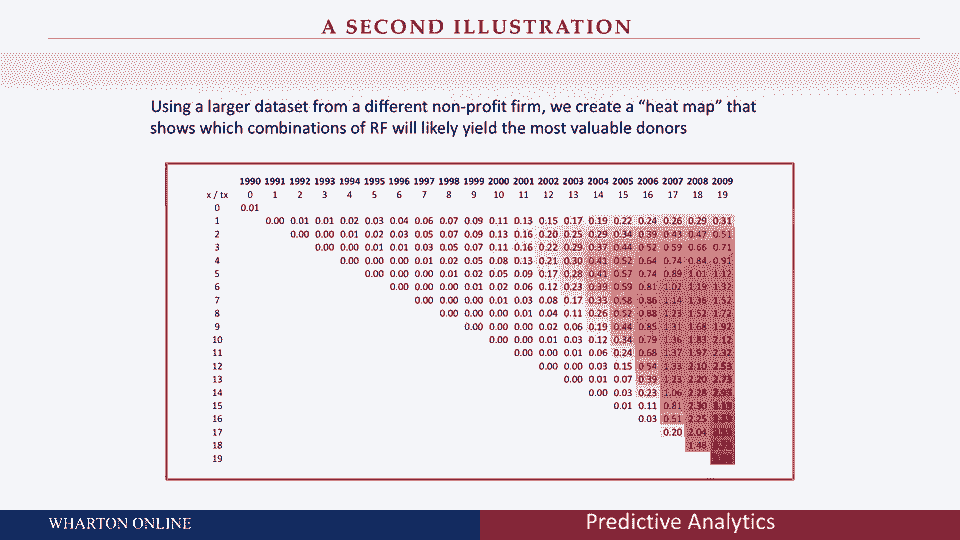 A SECOND ILLUSTRATION
Using a larger dataset from a different non-profit firm, we create a “heat map” that
shows which combinations of RF will likely yield the most valuable donors
1990 1991 1992 1993 1994 1995 1996 1997 1998 1999 2000 2001 2002 2003 2004 2005 2006 2007 2008 2009
x / tx 0 1 2 3 4 5 6 7 8 9 10 11 12 13 14 15 16 17 18 19
0 0.01
1 0.00 0.01 0.01 0.02 0.03 0.04 0.06 0.07 0.09 0.11 0.13 0.15 0.17 0.19 0.22 0.24 0.26 0.29 0.31
2 0.00 0.00 0.01 0.02 0.03 0.05 0.07 0.09 0.13 0.16 0.20 0.25 0.29 0.34 0.39 0.43 0.47 0.51
3 0.00 0.00 0.01 0.01 0.03 0.05 0.07 0.11 0.16 0.22 0.29 0.37 0.44 0.52 0.59 0.66 0.71
4 0.00 0.00 0.00 0.01 0.02 0.05 0.08 0.13 0.21 0.30 0.41 0.52 0.64 0.74 0.84 0.91
5 0.00 0.00 0.00 0.01 0.02 0.05 0.09 0.17 0.28 0.41 0.57 0.74 0.89 1.01 1.12
6 0.00 0.00 0.00 0.01 0.02 0.06 0.12 0.23 0.39 0.59 0.81 1.02 1.19 1.32
7 0.00 0.00 0.00 0.01 0.03 0.08 0.17 0.33 0.58 0.86 1.14 1.36 1.52
8 0.00 0.00 0.00 0.01 0.04 0.11 0.26 0.52 0.88 1.23 1.52 1.72
9 0.00 0.00 0.00 0.02 0.06 0.19 0.44 0.85 1.31 1.68 1.92
10 0.00 0.00 0.01 0.03 0.12 0.34 0.79 1.36 1.83 2.12
11 0.00 0.00 0.01 0.06 0.24 0.68 1.37 1.97 2.32
12 0.00 0.00 0.03 0.15 0.54 1.33 2.10 2.53
13 0.00 0.01 0.07 0.39 1.23 2.20 2.73
14 0.00 0.03 0.23 1.06 2.28
15 0.01 0.11 0.81 2.30
16 0.03 0.51 2.25
17 0.20 2.04
18 1.48
19
WHARTON ONLINE
Predictive Analytics